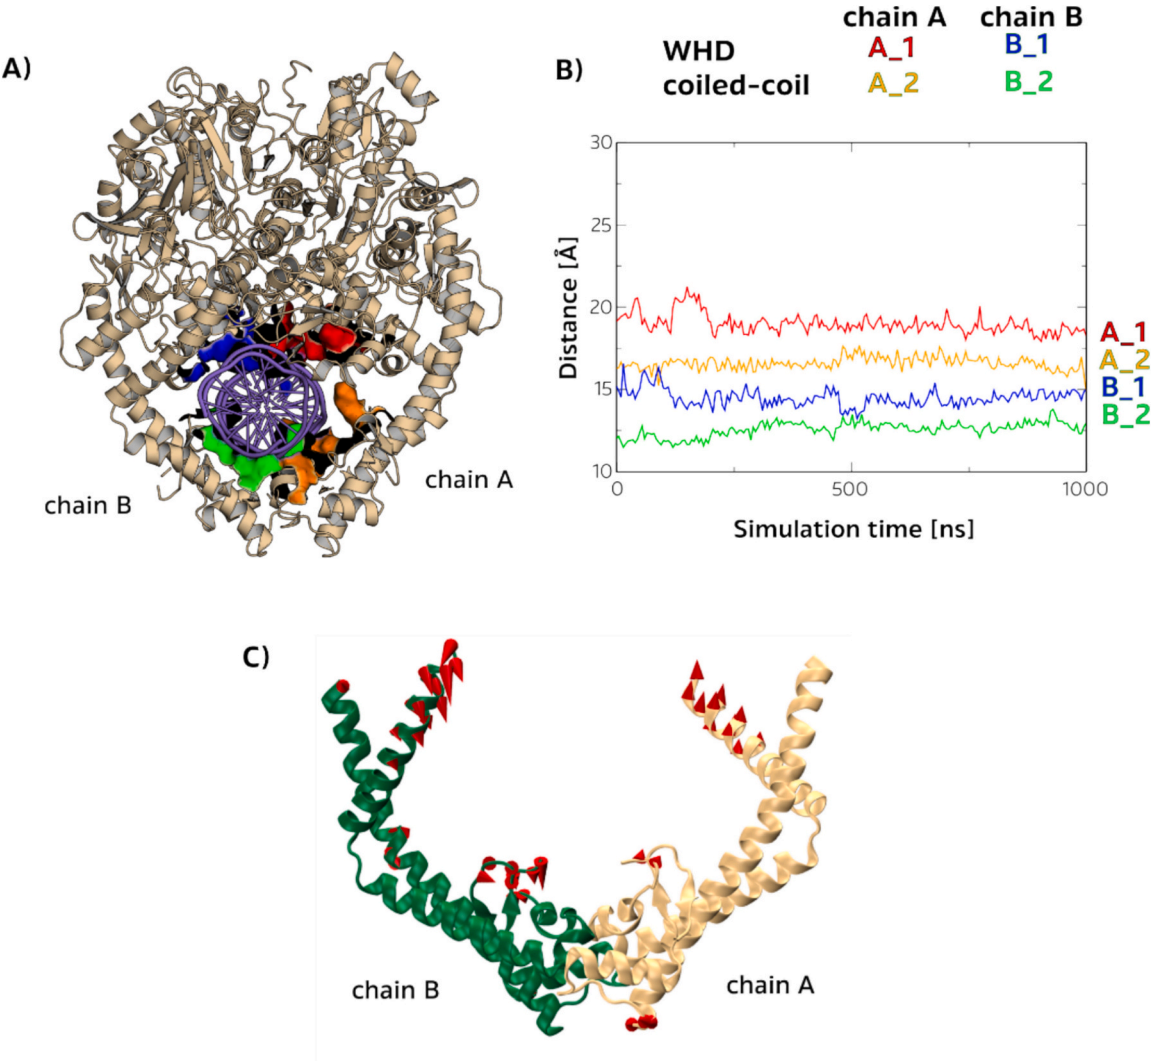 A)
chain B
chain A
B)
chain A chain B
WHD A_1 B_1
coiled-coil A_2 B_2
30
25
20
15
10
Distance [Å]
0 500 1000
Simulation time [ns]
A_1
A_2
B_1
B_2
C)
chain B
chain A